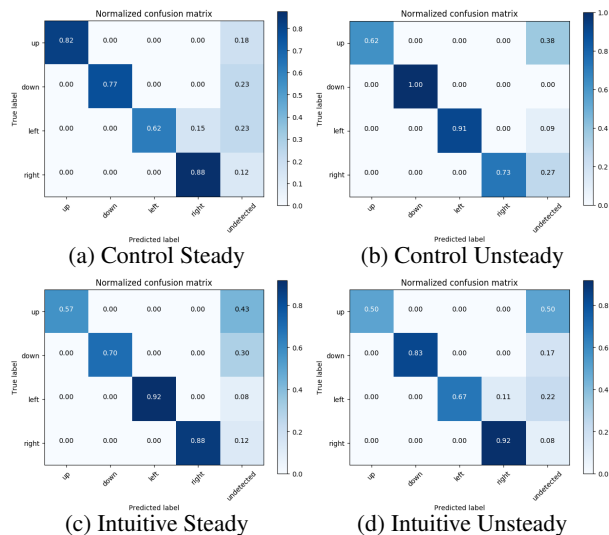 Normalized confusion matrix
up 0.82 0.00 0.00 0.00 0.18
down 0.00 0.77 0.00 0.00 0.23
left 0.00 0.00 0.62 0.15 0.23
right 0.00 0.00 0.00 0.88 0.12
True label
up down left right undetected
Predicted label
0.8
0.7
0.6
0.5
0.4
0.3
0.2
0.1
0.0
(a) Control Steady
Normalized confusion matrix
up 0.62 0.00 0.00 0.00 0.38
down 0.00 1.00 0.00 0.00 0.00
left 0.00 0.00 0.91 0.00 0.09
right 0.00 0.00 0.00 0.73 0.27
True label
up down left right undetected
Predicted label
1.0
0.8
0.6
0.4
0.2
0.0
(b) Control Unsteady
Normalized confusion matrix
up 0.57 0.00 0.00 0.00 0.43
down 0.00 0.70 0.00 0.00 0.30
left 0.00 0.00 0.92 0.00 0.08
right 0.00 0.00 0.00 0.88 0.12
True label
up down left right undetected
Predicted label
0.8
0.6
0.4
0.2
0.0
(c) Intuitive Steady
Normalized confusion matrix
up 0.50 0.00 0.00 0.00 0.50
down 0.00 0.83 0.00 0.00 0.17
left 0.00 0.00 0.67 0.11 0.22
right 0.00 0.00 0.00 0.92 0.08
True label
up down left right undetected
Predicted label
0.8
0.6
0.4
0.2
0.0
(d) Intuitive Unsteady